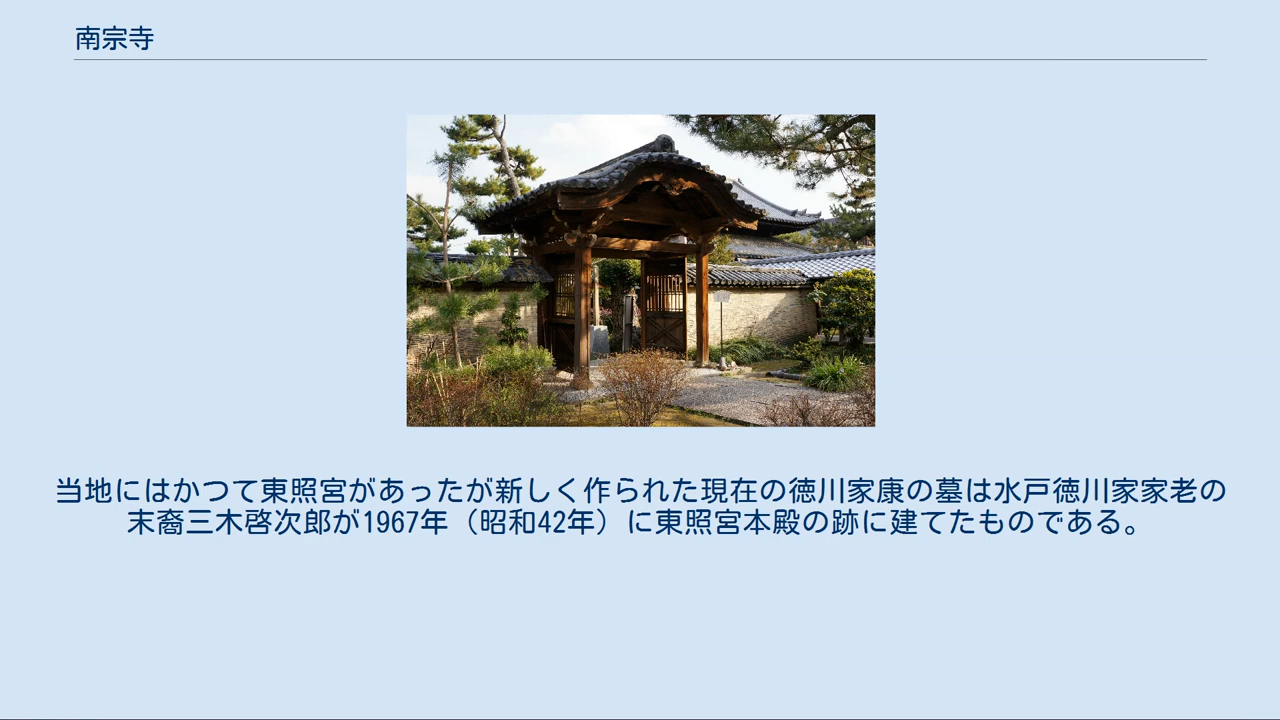 南宗寺
当地にはかつて東照宮があったが新しく作られた現在の徳川家康の墓は水戸徳川家家老の
末裔三木啓次郎が1967年（昭和42年）に東照宮本殿の跡に建てたものである。